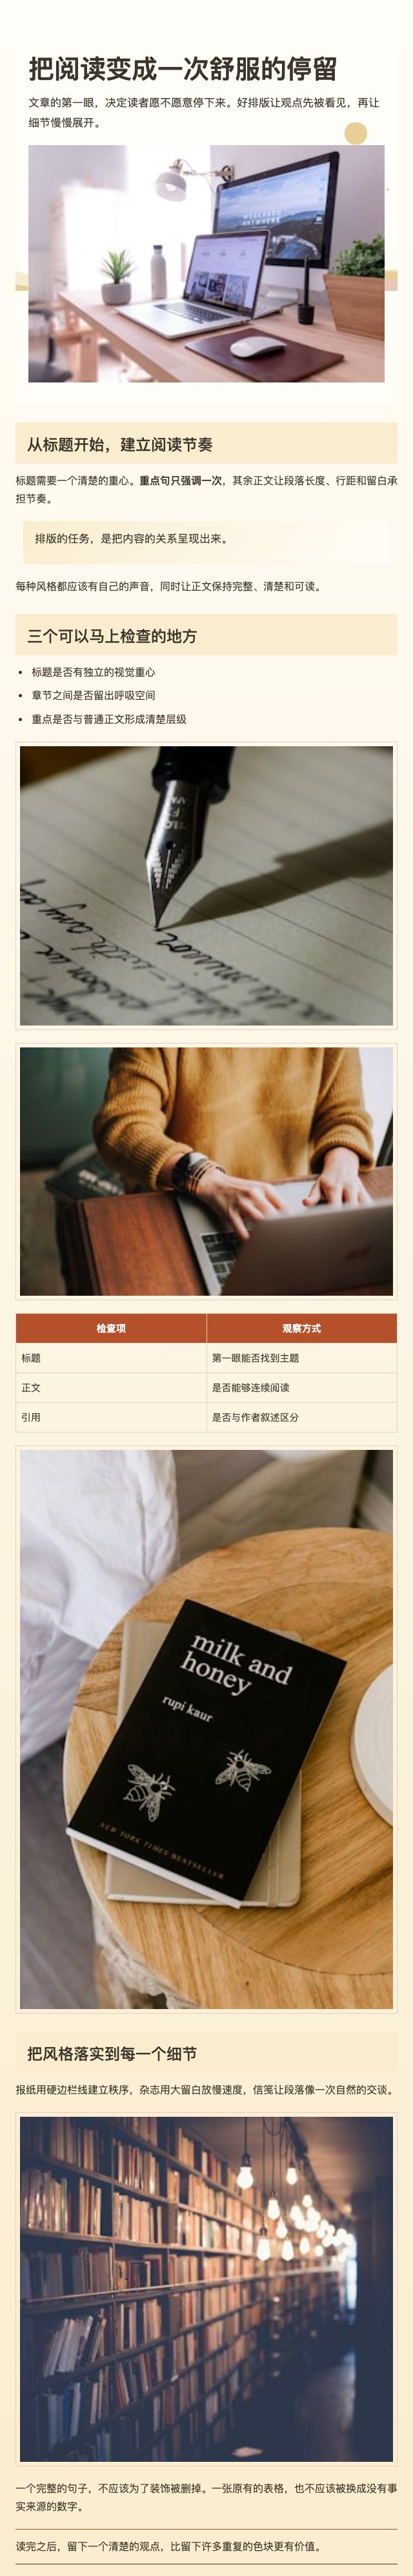 把阅读变成一次舒服的停留
文章的第一眼，决定读者愿不愿意停下来。好排版让观点先被看见，再让
细节慢慢展开。
从标题开始，建立阅读节奏
标题需要一个清楚的重心。重点句只强调一次，其余正文让段落长度、行距和留白承
担节奏。
排版的任务，是把内容的关系呈现出来。
每种风格都应该有自己的声音，同时让正文保持完整、清楚和可读。
三个可以马上检查的地方
• 标题是否有独立的视觉重心
• 章节之间是否留出呼吸空间
• 重点是否与普通正文形成清楚层级
检查项 观察方式
标题 第一眼能否找到主题
正文 是否能够连续阅读
引用 是否与作者叙述区分
milk and
honey
rupi kaur
NEW YORK TIMES BESTSELLER
把风格落实到每一个细节
报纸用硬边栏线建立秩序，杂志用大留白放慢速度，信笺让段落像一次自然的交谈。
一个完整的句子，不应该为了装饰被删掉。一张原有的表格，也不应该被换成没有事
实来源的数字。
读完之后，留下一个清楚的观点，比留下许多重复的色块更有价值。